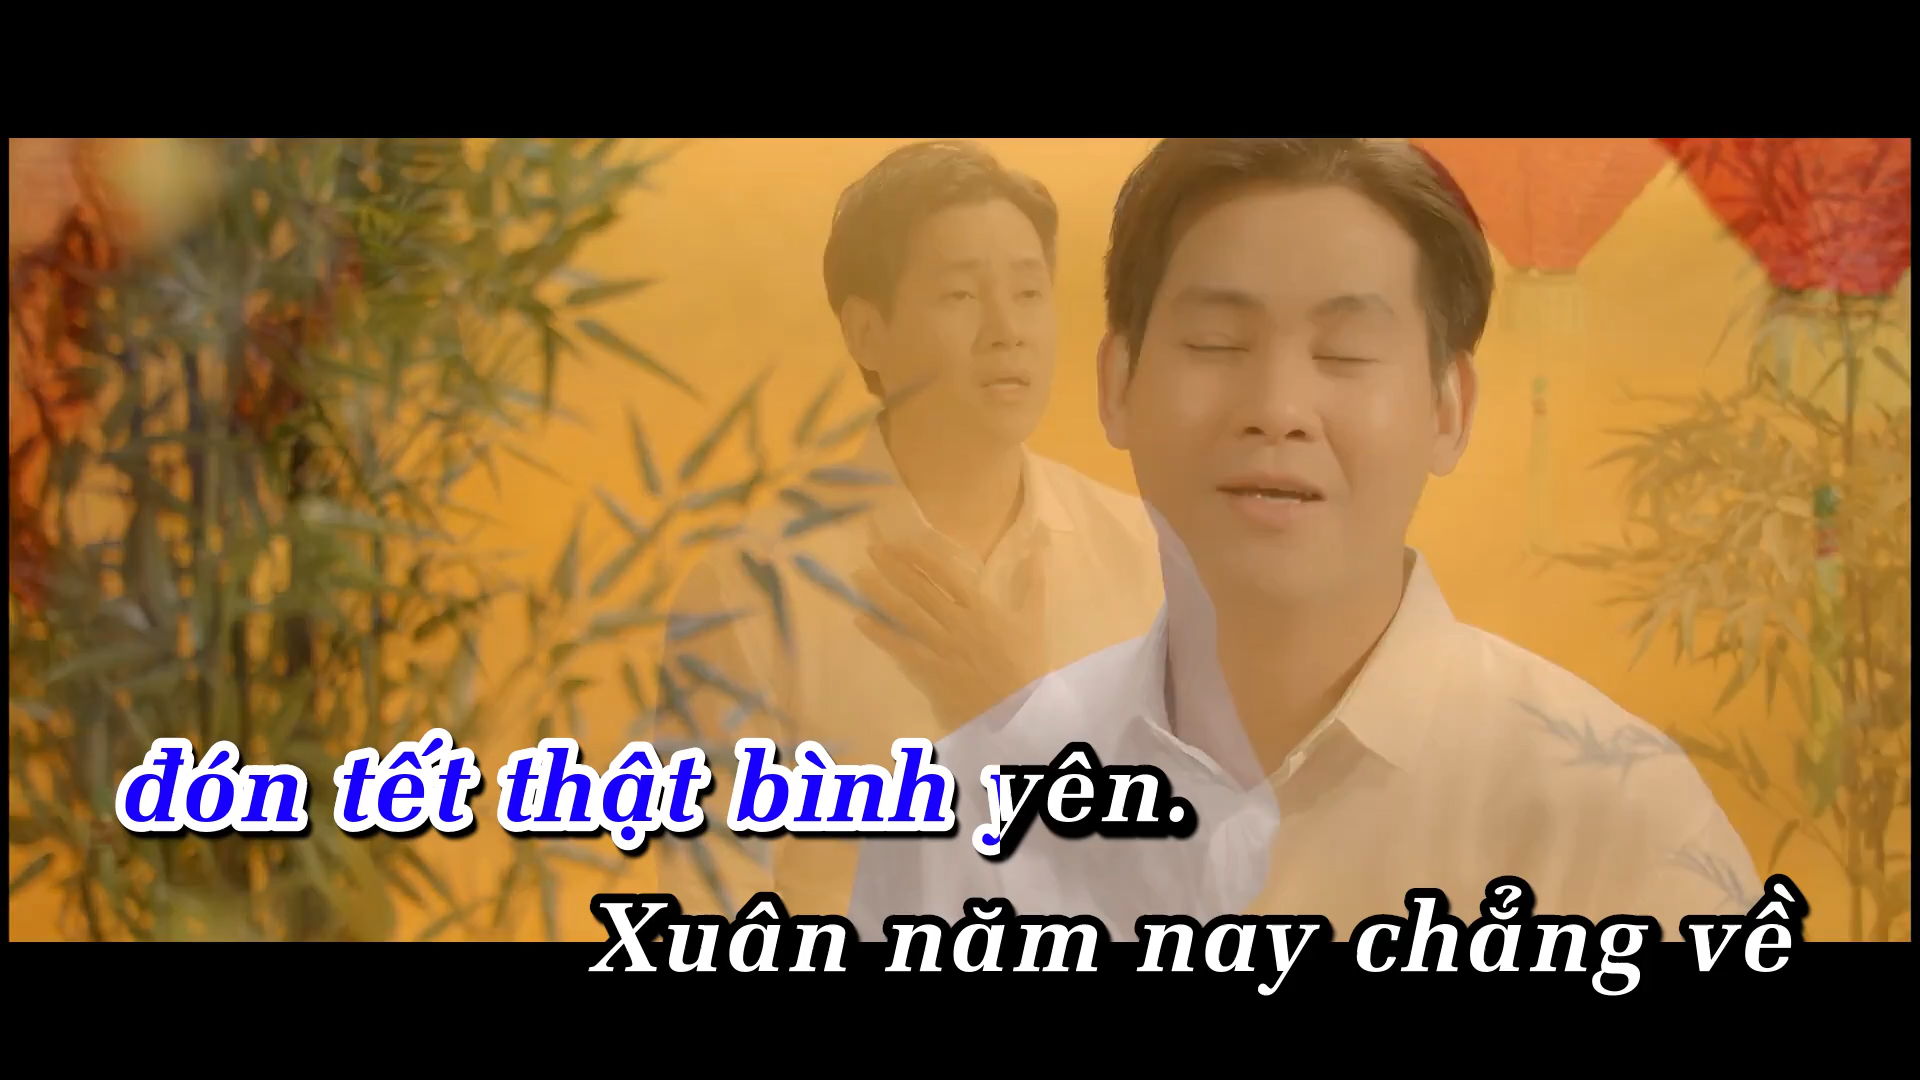 đón tết thật bình yên.
Xuân năm nay chẳng về